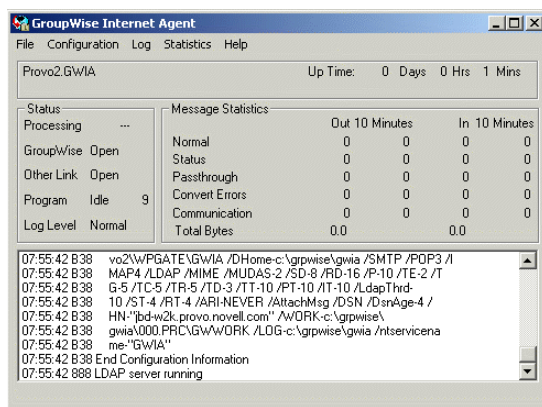 GroupWise Internet Agent
File Configuration Log Statistics Help
Provo2.GWIA Up Time: 0 Days 0 Hrs 1 Mins
Status
Processing ---
GroupWise Open
Other Link Open
Program Idle 9
Log Level Normal
Message Statistics
Out 10 Minutes In 10 Minutes
Normal 0 0 0 0
Status 0 0 0 0
Passthrough 0 0 0 0
Convert Errors 0 0 0 0
Communication 0 0 0 0
Total Bytes 0.0 0.0
07:55:42 B38 vo2\WPGATE\GWIA /DHome-c:\grpwise\gwia /SMTP /POP3 /I
07:55:42 B38 MAP4 /LDAP /MIME /MUDAS-2 /SD-8 /RD-16 /P-10 /TE-2 /T
07:55:42 B38 G-5 /TC-5 /TR-5 /TD-3 /TT-10 /PT-10 /IT-10 /LdapThrd-
07:55:42 B38 10 /ST-4 /RT-4 /ARI-NEVER /AttachMsg /DSN /DsnAge-4 /
07:55:42 B38 HN-"jbd-w2k.provo.novell.com" /WORK-c:\grpwise\
07:55:42 B38 gwia\000.PRC\GWWORK /LOG-c:\grpwise\gwia /ntservicena
07:55:42 B38 me-"GWIA"
07:55:42 B38 End Configuration Information
07:55:42 888 LDAP server running